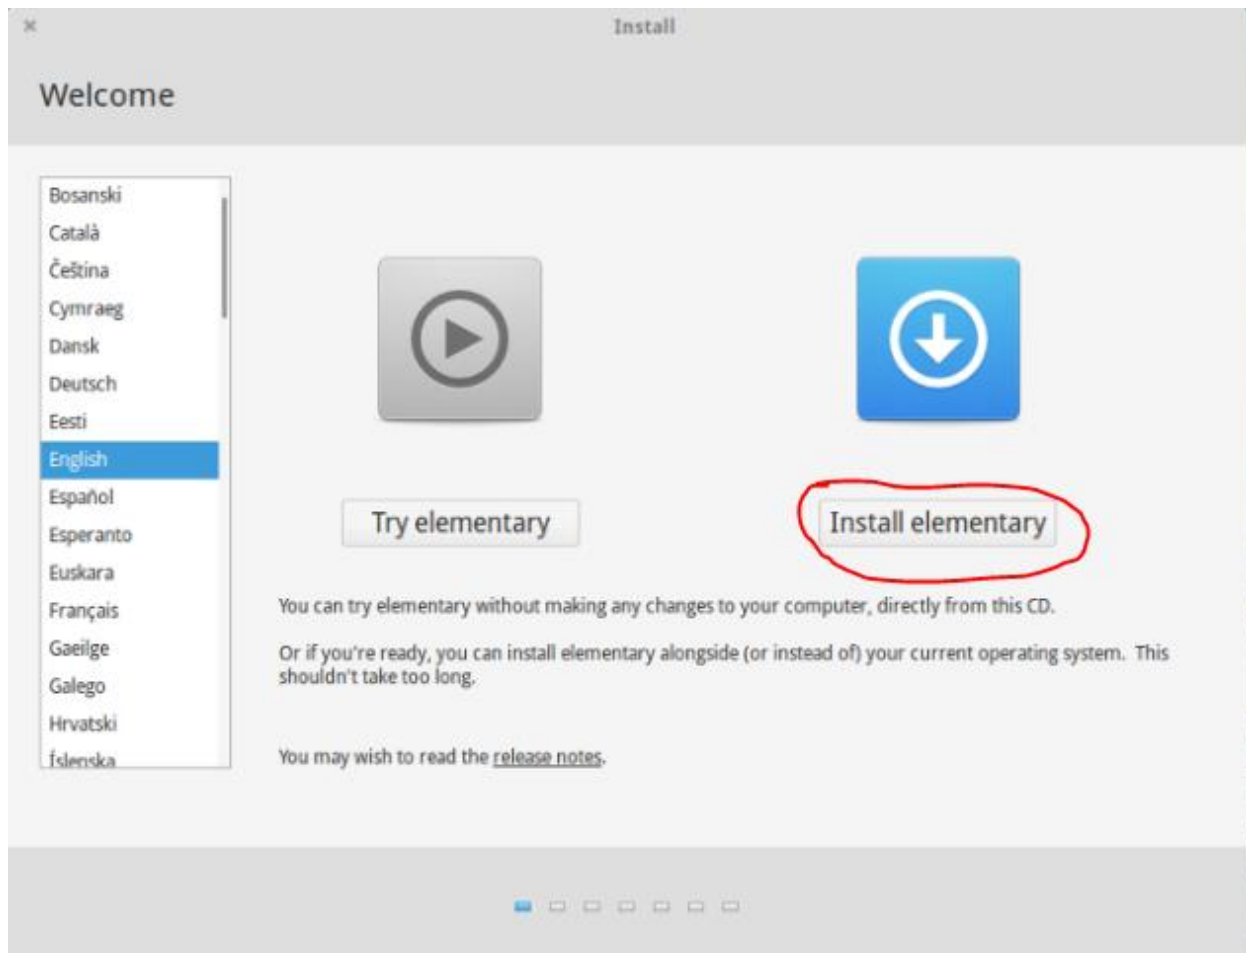 Install
Welcome
Bosanski
Català
Čeština
Cymraeg
Dansk
Deutsch
Eesti
English
Español
Esperanto
Euskara
Français
Gaeilge
Galego
Hrvatski
Íslenska
Try elementary
Install elementary
You can try elementary without making any changes to your computer, directly from this CD.
Or if you're ready, you can install elementary alongside (or instead of) your current operating system. This
shouldn't take too long.
You may wish to read the release notes.